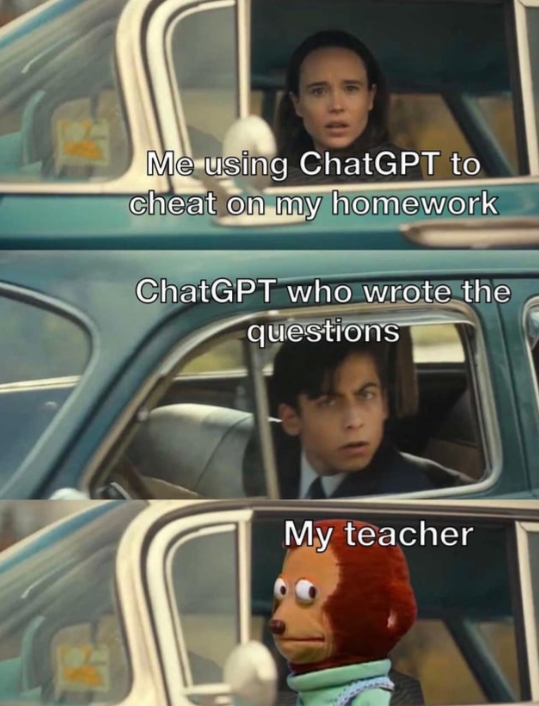 Me using ChatGPT to
cheat on my homework
ChatGPT who wrote the
questions
My teacher